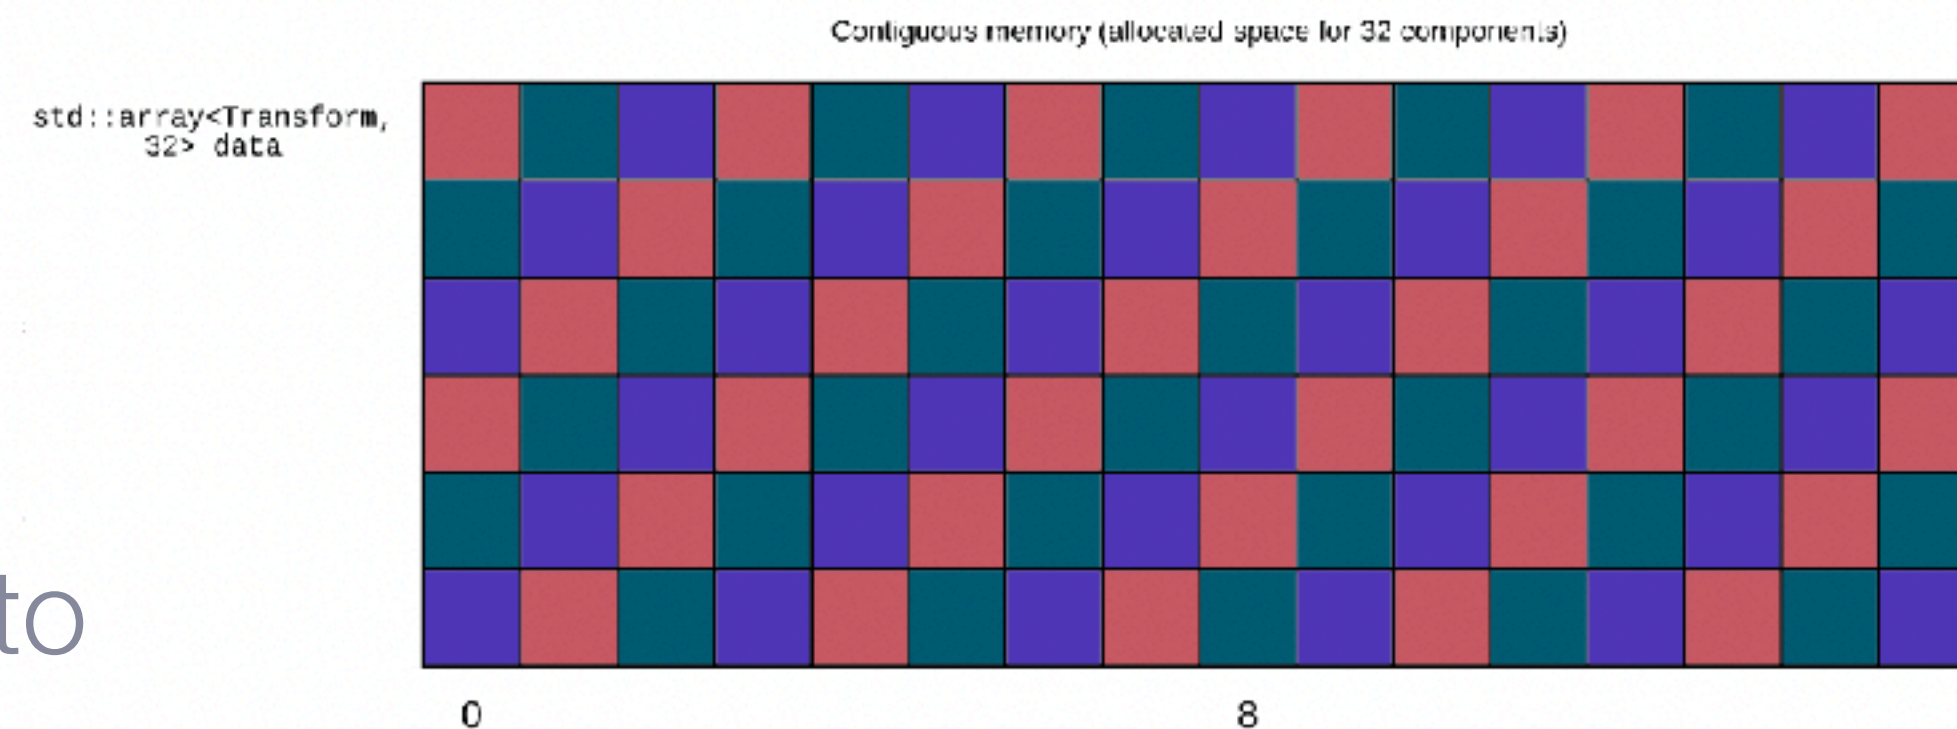 Contiguous memory (allocated space for 32 components)
std::array<Transform,
32> data
to
0
8